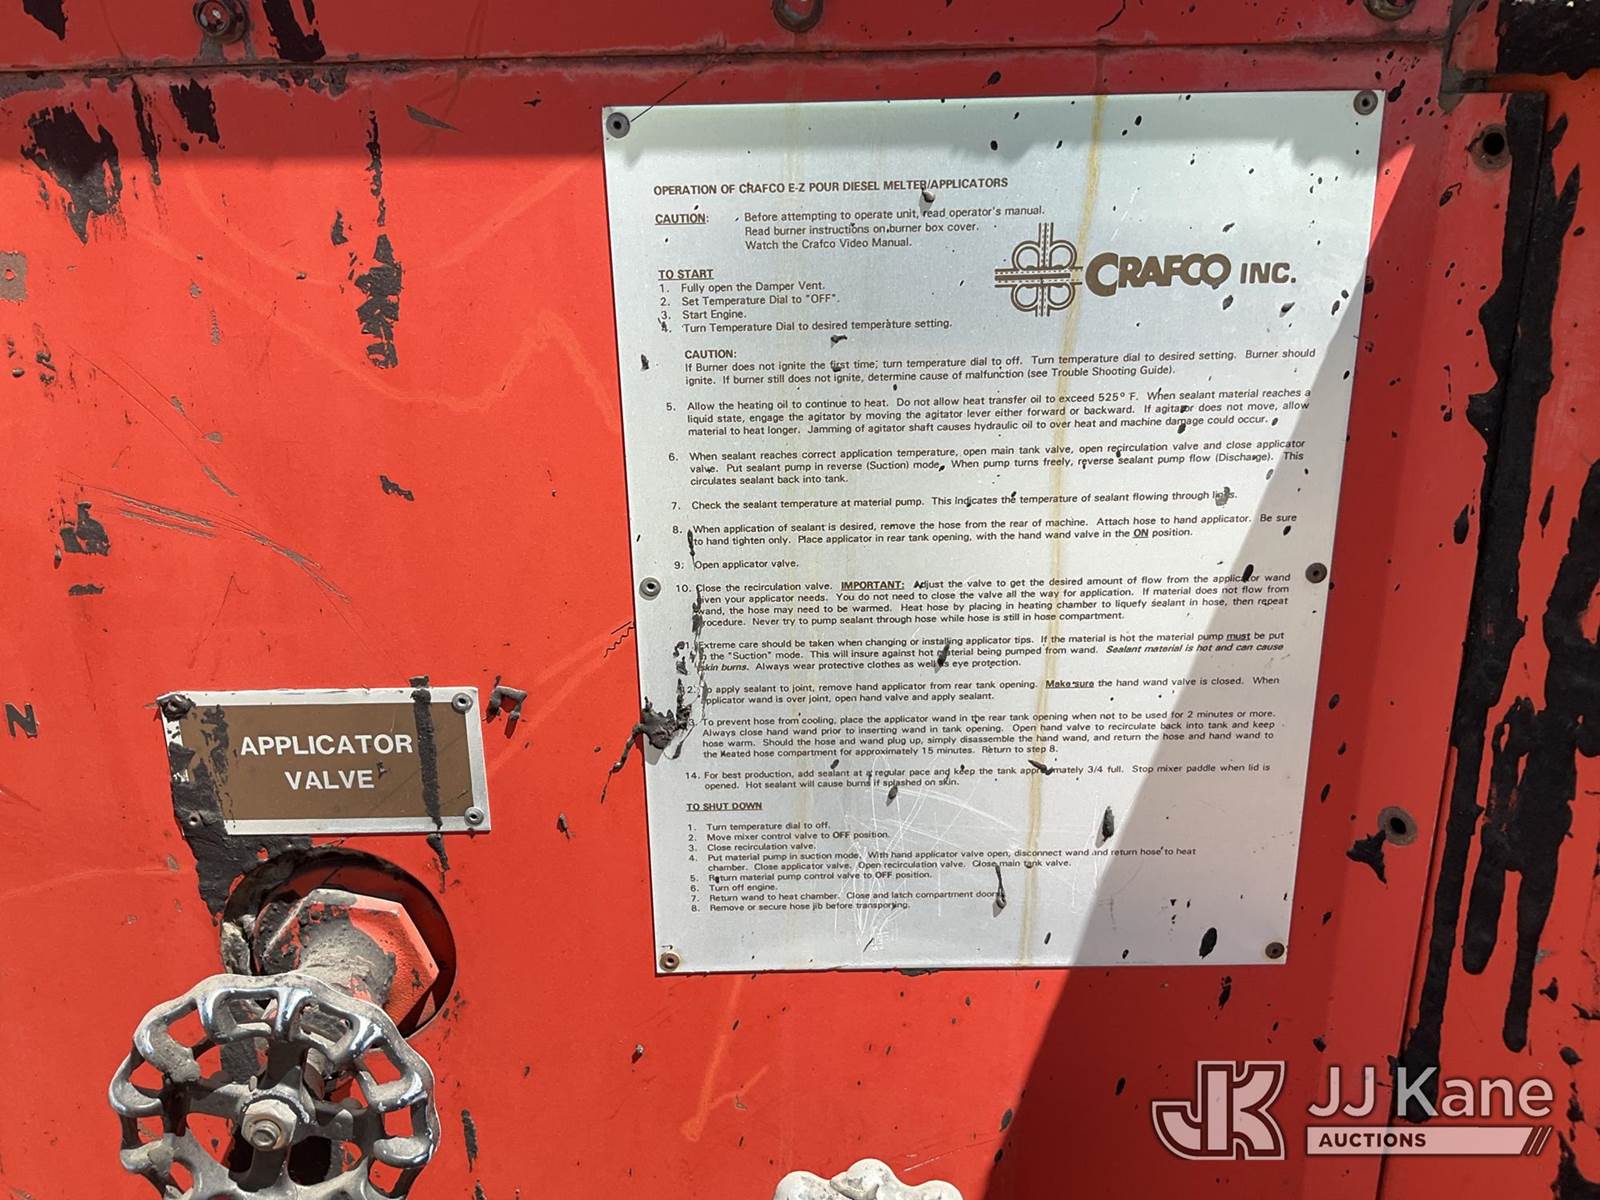 OPERATION OF CRAFCO E-Z POUR DIESEL MELTER/APPLICATORS
CAUTION: Before attempting to operate unit, read operator's manual.
Read burner instructions on burner box cover.
Watch the Crafco Video Manual.
CRAFCO INC.
TO START
1. Fully open the Damper Vent.
2. Set Temperature Dial to "OFF".
3. Start Engine.
4. Turn Temperature Dial to desired temperature setting.
CAUTION:
If Burner does not ignite the first time, turn temperature dial to off. Turn temperature dial to desired setting. Burner should
ignite. If burner still does not ignite, determine cause of malfunction (see Trouble Shooting Guide).
5. Allow the heating oil to continue to heat. Do not allow heat transfer oil to exceed 525° F. When sealant material reaches a
liquid state, engage the agitator by moving the agitator lever either forward or backward. If agitator does not move, allow
material to heat longer. Jamming of agitator shaft causes hydraulic oil to over heat and machine damage could occur.
6. When sealant reaches correct application temperature, open main tank valve, open recirculation valve and close applicator
valve. Put sealant pump in reverse (Suction) mode. When pump turns freely, reverse sealant pump flow (Discharge). This
circulates sealant back into tank.
7. Check the sealant temperature at material pump. This Indicates the temperature of sealant flowing through lines.
8. When application of sealant is desired, remove the hose from the rear of machine. Attach hose to hand applicator. Be sure
to hand tighten only. Place applicator in rear tank opening, with the hand wand valve in the ON position.
9. Open applicator valve.
10. Close the recirculation valve. IMPORTANT: Adjust the valve to get the desired amount of flow from the applicator wand
given your applicator needs. You do not need to close the valve all the way for application. If material does not flow from
wand, the hose may need to be warmed. Heat hose by placing in heating chamber to liquefy sealant in hose, then repeat
procedure. Never try to pump sealant through hose while hose is still in hose compartment.
11. Extreme care should be taken when changing or installing applicator tips. If the material is hot the material pump must be put
in the "Suction" mode. This will insure against hot material being pumped from wand. Sealant material is hot and can cause
skin burns. Always wear protective clothes as well as eye protection.
12. To apply sealant to joint, remove hand applicator from rear tank opening. Make sure the hand wand valve is closed. When
applicator wand is over joint, open hand valve and apply sealant.
13. To prevent hose from cooling, place the applicator wand in the rear tank opening when not to be used for 2 minutes or more.
Always close hand wand prior to inserting wand in tank opening. Open hand valve to recirculate back into tank and keep
hose warm. Should the hose and wand plug up, simply disassemble the hand wand, and return the hose and hand wand to
the heated hose compartment for approximately 15 minutes. Return to step 8.
14. For best production, add sealant at a regular pace and keep the tank approximately 3/4 full. Stop mixer paddle when lid is
opened. Hot sealant will cause burns if splashed on skin.
TO SHUT DOWN
1. Turn temperature dial to off.
2. Move mixer control valve to OFF position.
3. Close recirculation valve.
4. Put material pump in suction mode. With hand applicator valve open, disconnect wand and return hose to heat
chamber. Close applicator valve. Open recirculation valve. Close main tank valve.
5. Return material pump control valve to OFF position.
6. Turn off engine.
7. Return wand to heat chamber. Close and latch compartment doors.
8. Remove or secure hose jib before transporting.
N
APPLICATOR
VALVE
JK JJ Kane
AUCTIONS